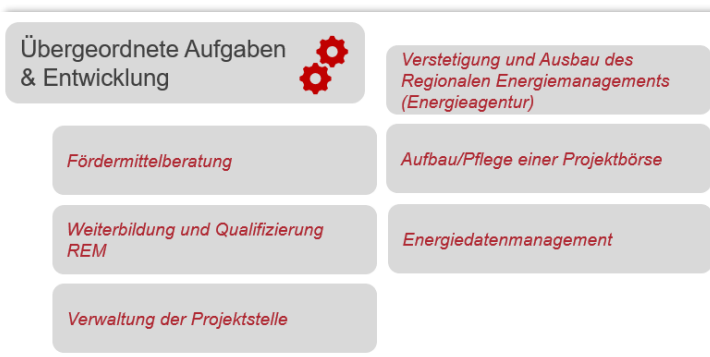 Übergeordnete Aufgaben
& Entwicklung
Fördermittelberatung
Weiterbildung und Qualifizierung
REM
Verwaltung der Projektstelle
Verstetigung und Ausbau des
Regionalen Energiemanagements
(Energieagentur)
Aufbau/Pflege einer Projektbörse
Energiedatenmanagement